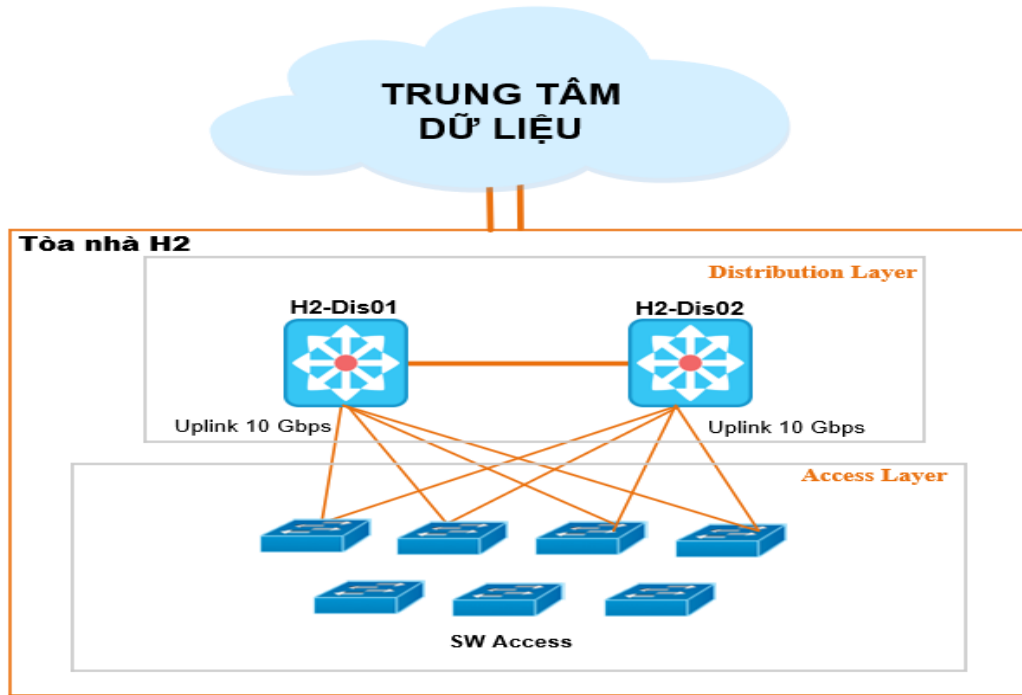 TRUNG TÂM
DỮ LIỆU
Tòa nhà H2
Distribution Layer
H2-Dis01
H2-Dis02
Uplink 10 Gbps
Uplink 10 Gbps
Access Layer
SW Access